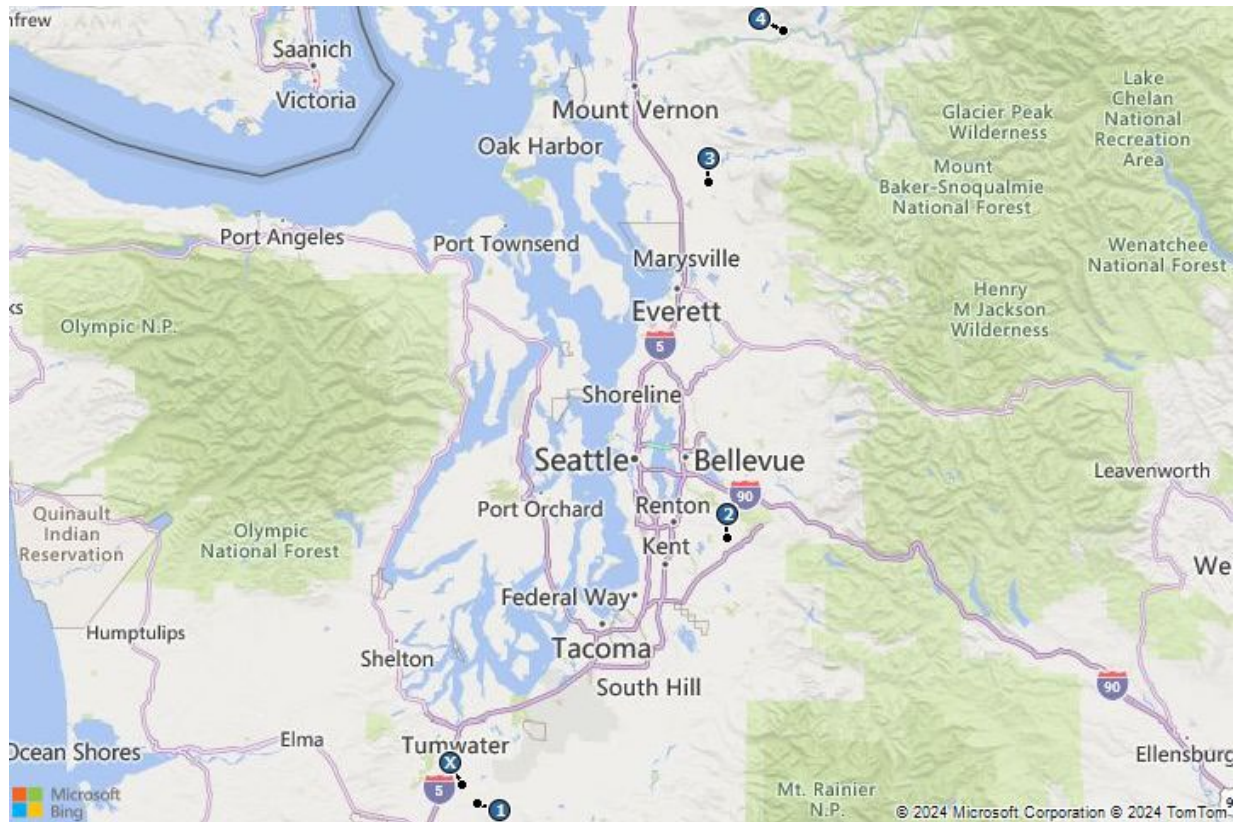 nfrew
Saanich
Victoria
4
Mount Vernon
Oak Harbor
3
Glacier Peak
Wilderness
Lake
Chelan
National
Recreation
Area
Mount
Baker-Snoqualmie
National Forest
Port Angeles
Port Townsend
Marysville
Wenatchee
National Forest
ks
Olympic N.P.
Everett
5
Henry
M Jackson
Wilderness
Shoreline
Seattle
Bellevue
Leavenworth
90
Quinault
Indian
Reservation
Olympic
National Forest
Port Orchard
Renton
2
Kent
We
Federal Way
Humptulips
Shelton
Tacoma
South Hill
90
Ocean Shores
Elma
Tumwater
X
5
1
Ellensburg
Mt. Rainier
N.P.
Microsoft
Bing
© 2024 Microsoft Corporation © 2024 TomTom
9